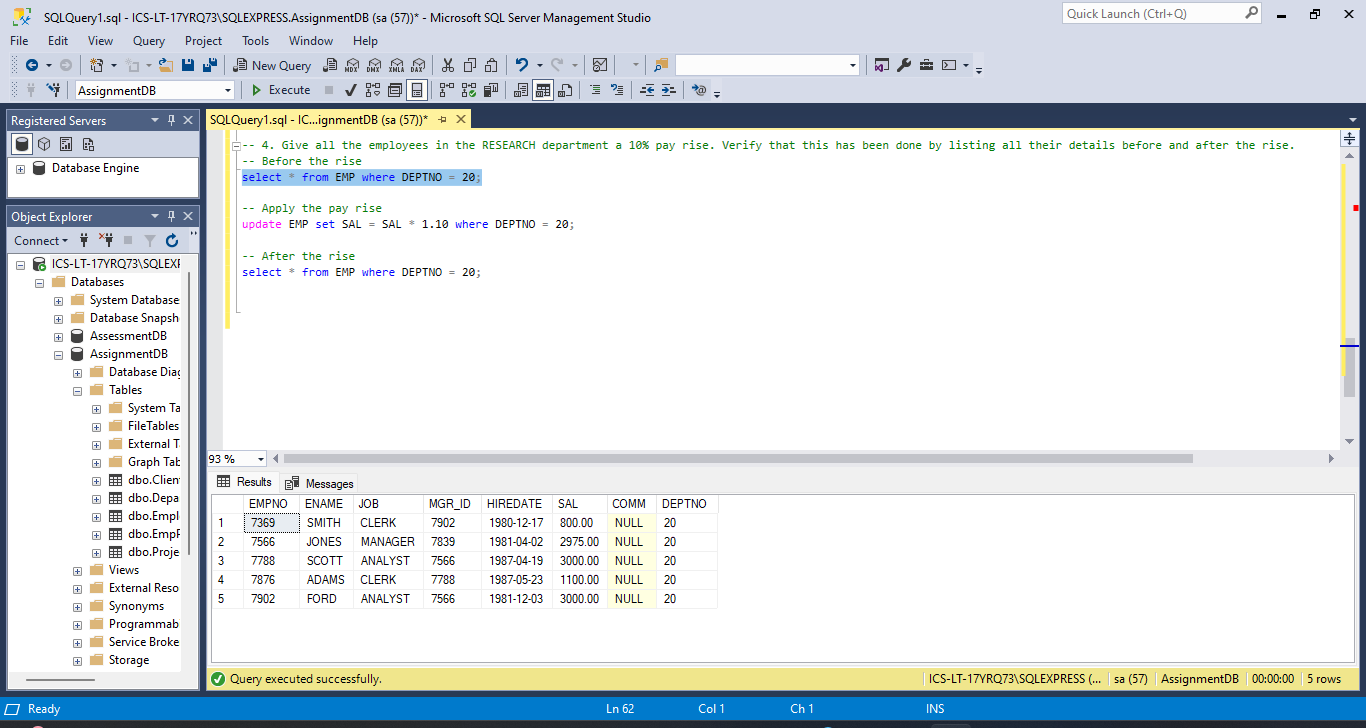 SQLQuery1.sql - ICS-LT-17YRQ73\SQLEXPRESS.AssignmentDB (sa (57))* - Microsoft SQL Server Management Studio
Quick Launch (Ctrl+Q)
File Edit View Query Project Tools Window Help
New Query MDX DMX XMLA DAX
AssignmentDB Execute
Registered Servers
Database Engine
Object Explorer
Connect
ICS-LT-17YRQ73\SQLEXF
Databases
System Database
Database Snapsh
AssessmentDB
AssignmentDB
Database Diag
Tables
System Ta
FileTables
External T
Graph Tab
dbo.Clien
dbo.Depa
dbo.Empl
dbo.EmpF
dbo.Proje
Views
External Reso
Synonyms
Programmab
Service Broke
Storage
SQLQuery1.sql - IC...ignmentDB (sa (57))*
-- 4. Give all the employees in the RESEARCH department a 10% pay rise. Verify that this has been done by listing all their details before and after the rise.
-- Before the rise
select * from EMP where DEPTNO = 20;
-- Apply the pay rise
update EMP set SAL = SAL * 1.10 where DEPTNO = 20;
-- After the rise
select * from EMP where DEPTNO = 20;
93 %
Results Messages
EMPNO ENAME JOB MGR_ID HIREDATE SAL COMM DEPTNO
1 7369 SMITH CLERK 7902 1980-12-17 800.00 NULL 20
2 7566 JONES MANAGER 7839 1981-04-02 2975.00 NULL 20
3 7788 SCOTT ANALYST 7566 1987-04-19 3000.00 NULL 20
4 7876 ADAMS CLERK 7788 1987-05-23 1100.00 NULL 20
5 7902 FORD ANALYST 7566 1981-12-03 3000.00 NULL 20
Query executed successfully. ICS-LT-17YRQ73\SQLEXPRESS (... sa (57) AssignmentDB 00:00:00 5 rows
Ready Ln 62 Col 1 Ch 1 INS